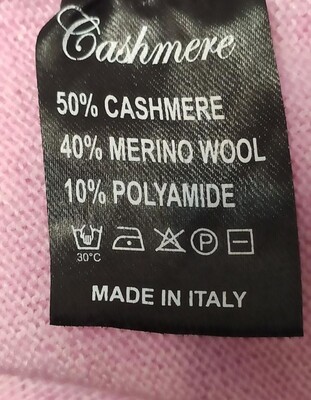 Cashmere
50% CASHMERE
40% MERINO WOOL
10% POLYAMIDE
P
30°C
MADE IN ITALY